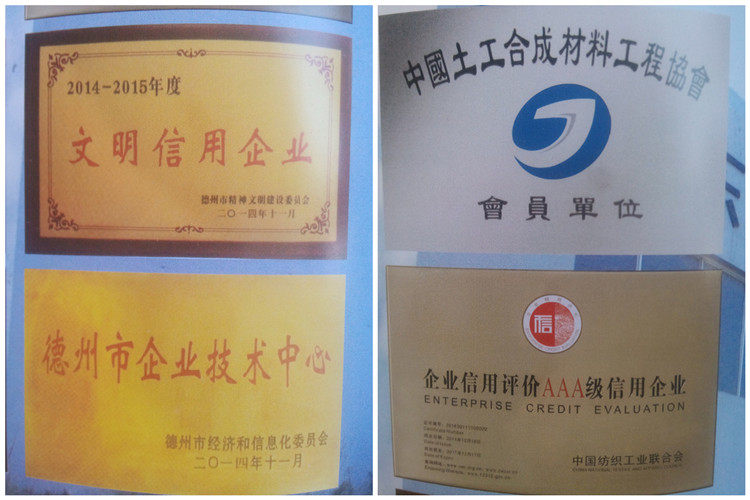 2014-2015年度
文明信用企业
德州市精神文明建设委员会
二〇一四年十一月
德州市企业技术中心
德州市经济和信息化委员会
二〇一四年十一月
中國土工合成材料工程協會
會員單位
信
企业信用评价AAA级信用企业
ENTERPRISE CREDIT EVALUATION
中国纺织工业联合会